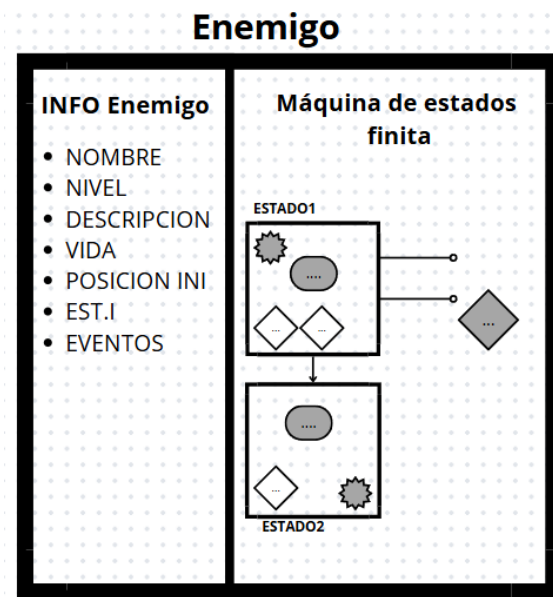 Enemigo
INFO Enemigo
NOMBRE
NIVEL
DESCRIPCION
VIDA
POSICION INI
EST.I
EVENTOS
Máquina de estados
finita
ESTADO1
....
... ...
...
....
...
ESTADO2